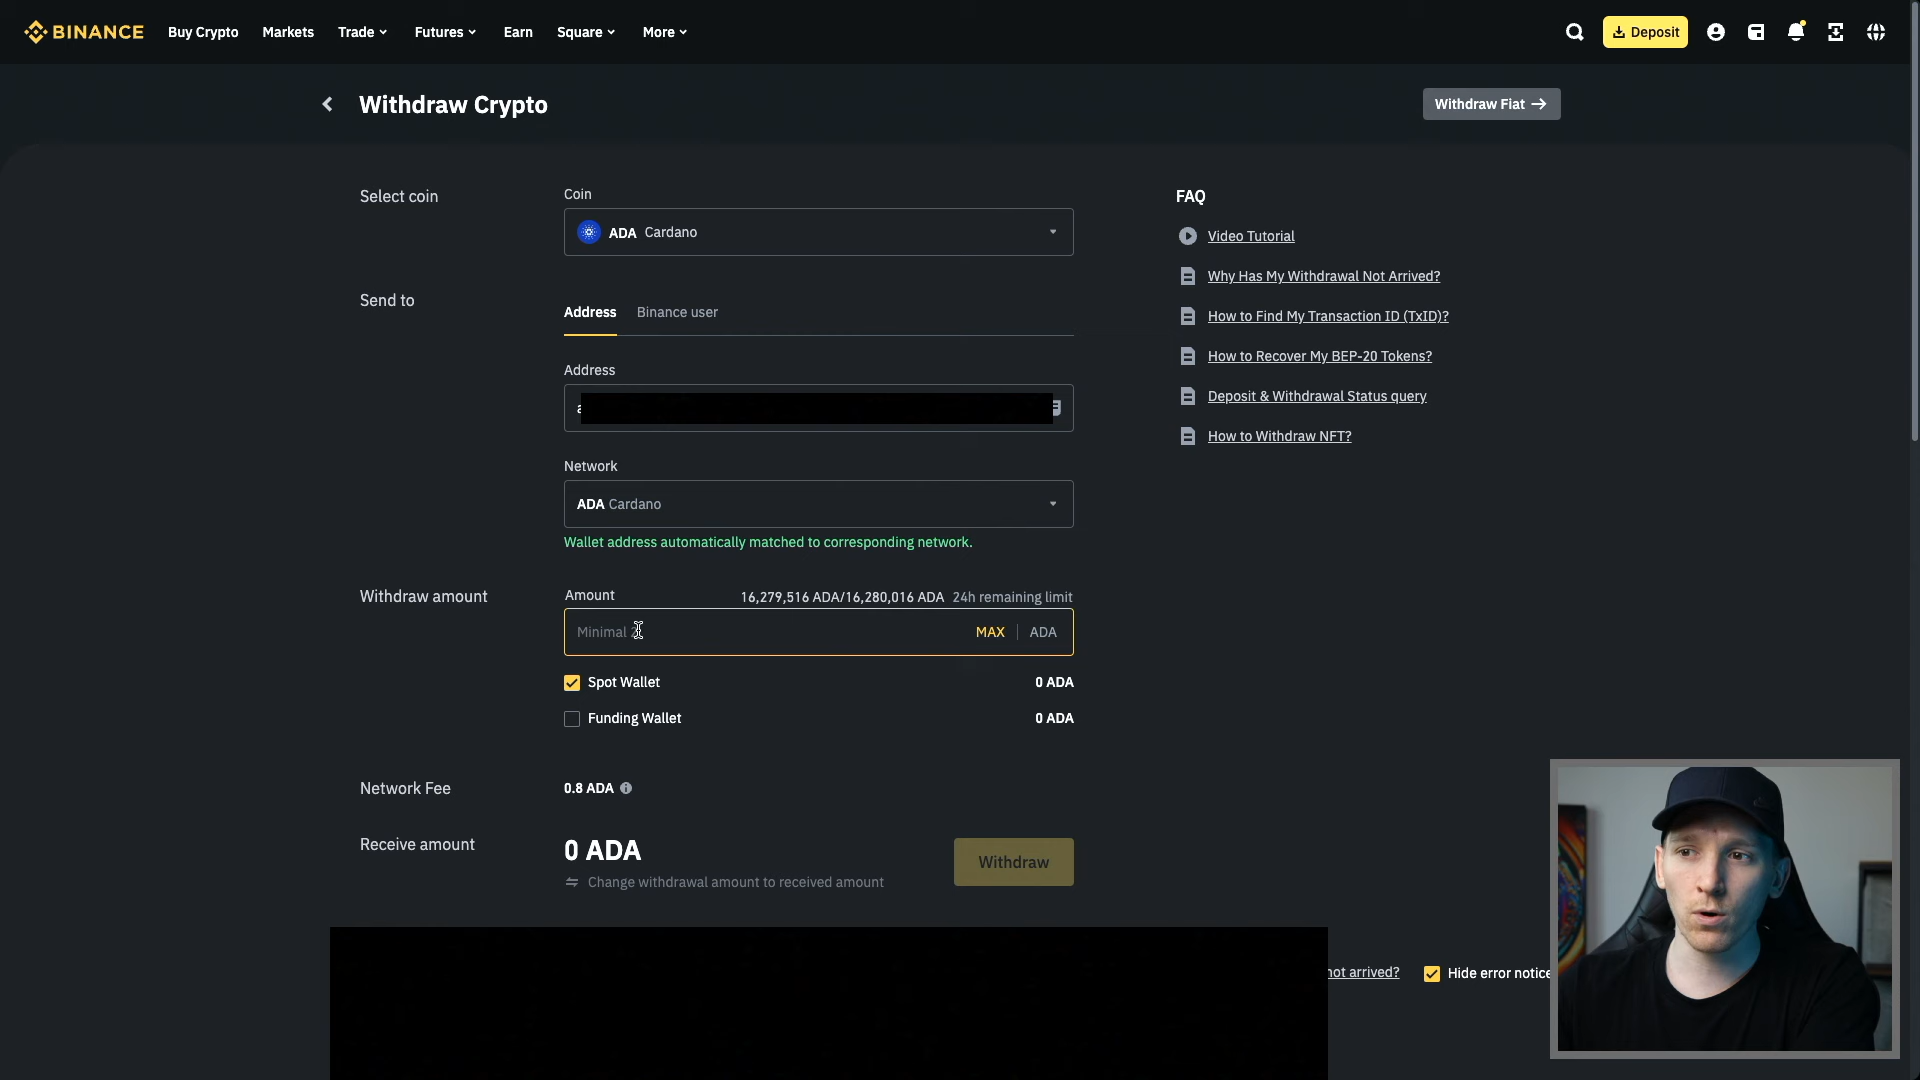 BINANCE Buy Crypto Markets Trade Futures Earn Square More Deposit
Withdraw Crypto
Withdraw Fiat →
Select coin
Coin
ADA Cardano
Send to
Address Binance user
Address
Network
ADA Cardano
Wallet address automatically matched to corresponding network.
Withdraw amount
Amount 16,279,516 ADA/16,280,016 ADA 24h remaining limit
Minimal MAX ADA
Spot Wallet 0 ADA
Funding Wallet 0 ADA
Network Fee 0.8 ADA
Receive amount
0 ADA
Change withdrawal amount to received amount
Withdraw
FAQ
Video Tutorial
Why Has My Withdrawal Not Arrived?
How to Find My Transaction ID (TxID)?
How to Recover My BEP-20 Tokens?
Deposit & Withdrawal Status query
How to Withdraw NFT?
not arrived? Hide error notice